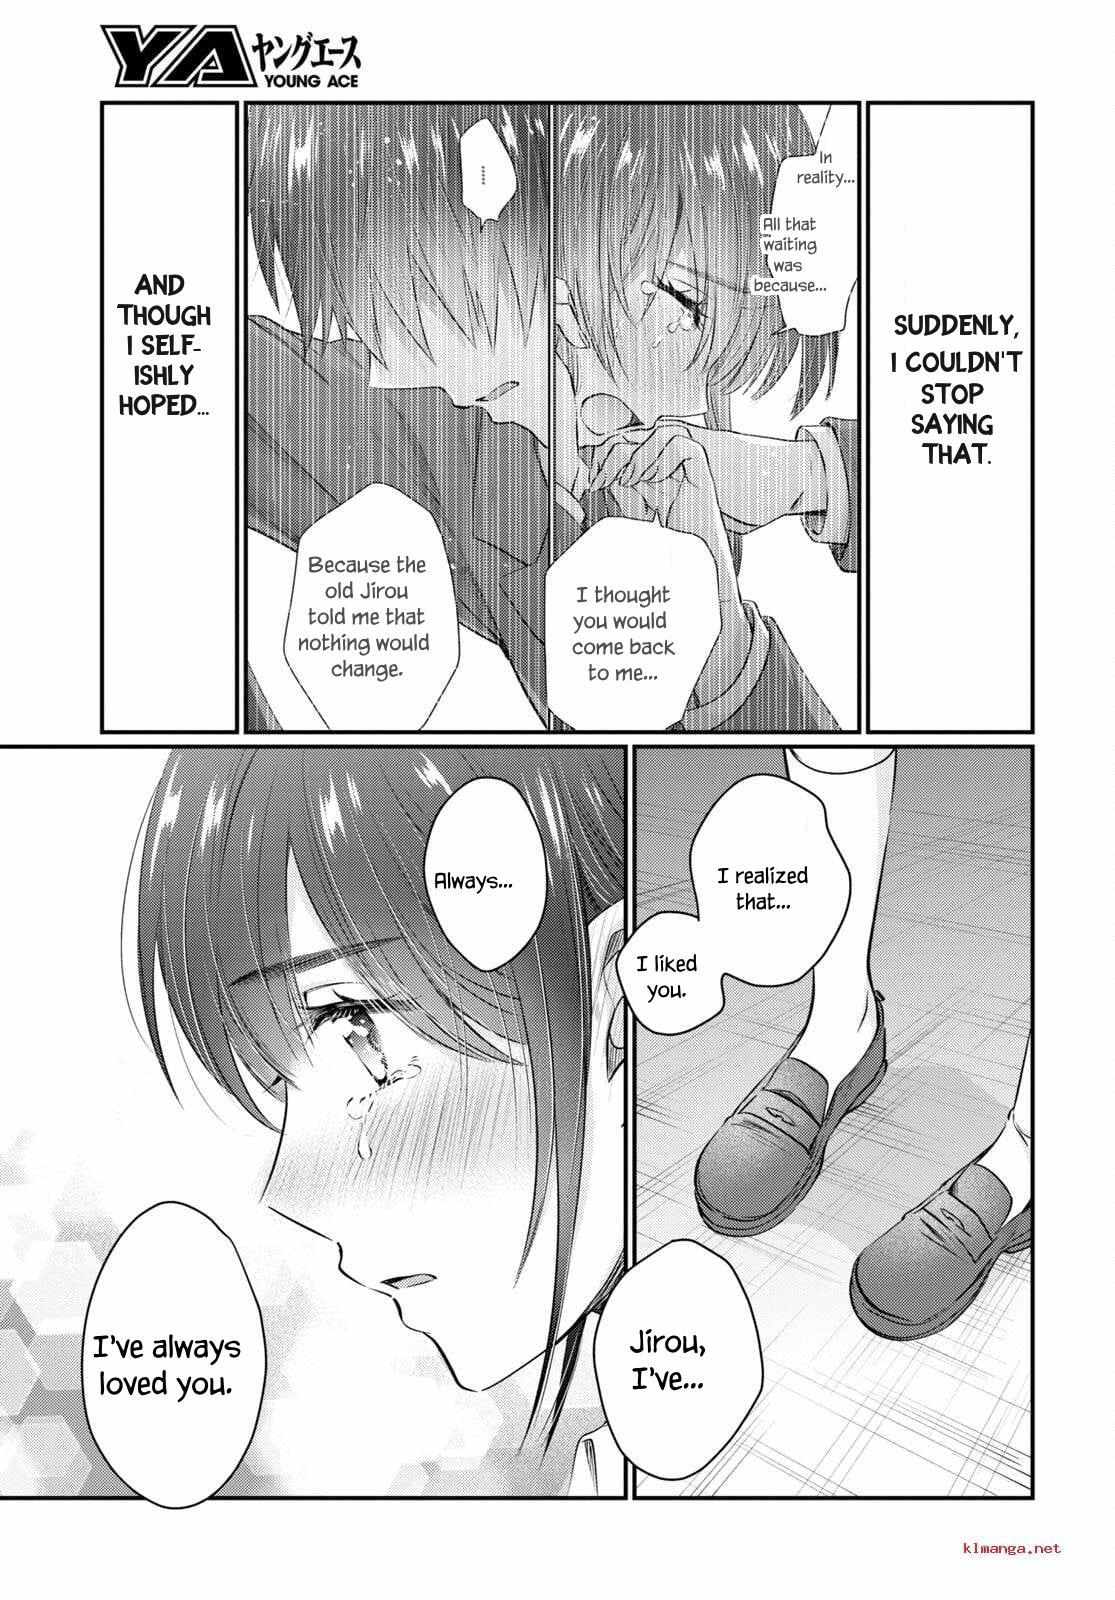 YA ヤングエース
YOUNG ACE
SUDDENLY,
I COULDN'T
STOP
SAYING
THAT.
In
reality...
All that
waiting
was
because...
I thought
you would
come back
to me...
........
Because the
old Jirou
told me that
nothing would
change.
AND
THOUGH
I SELF-
ISHLY
HOPED...
I realized
that...
I liked
you.
Jirou,
I've...
Always...
I've always
loved you.
klmanga.net